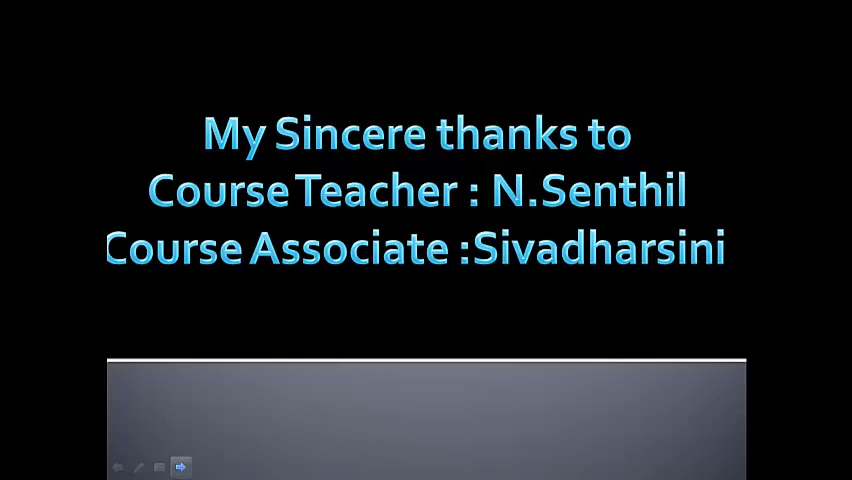 My Sincere thanks to
Course Teacher : N.Senthil
Course Associate :Sivadharsini